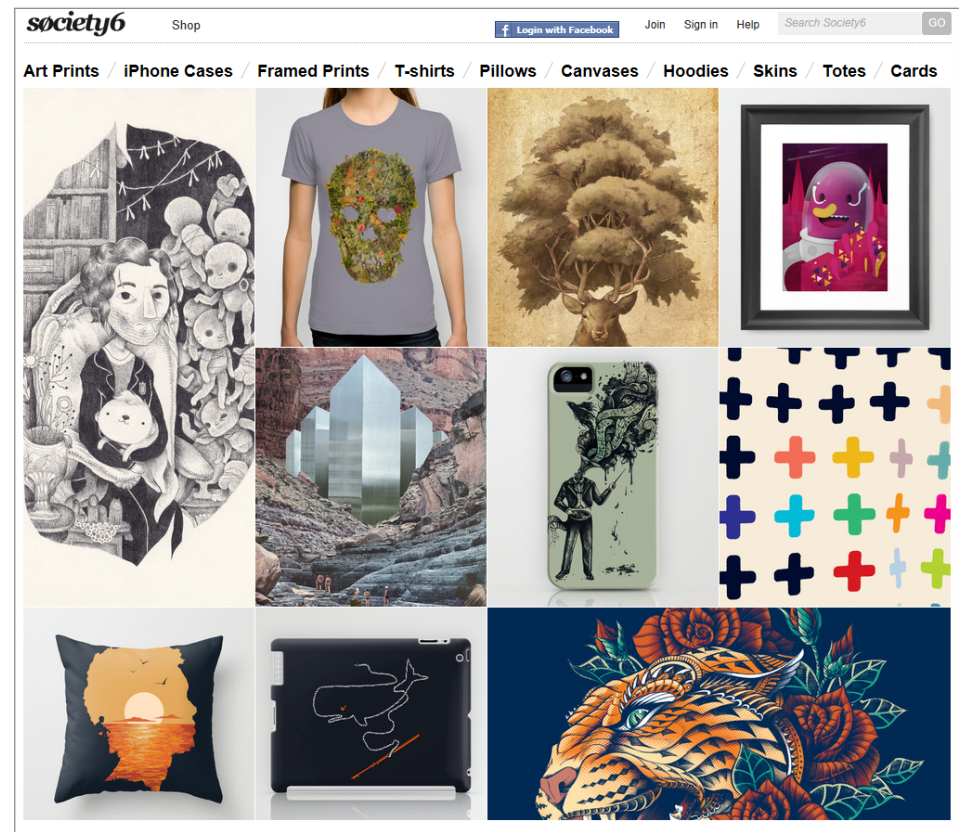 søciety6
Shop
Login with Facebook
Join
Sign in
Help
Search Society6
GO
Art Prints / iPhone Cases / Framed Prints / T-shirts / Pillows / Canvases / Hoodies / Skins / Totes / Cards